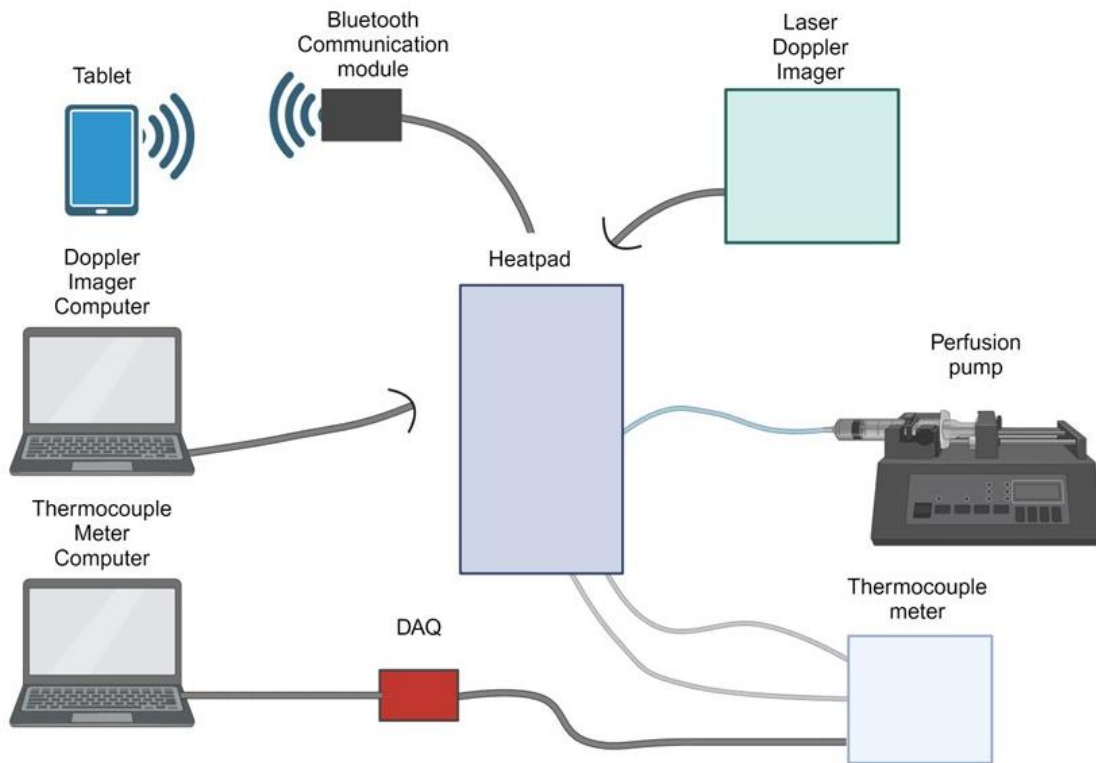 Bluetooth
Communication
module
Laser
Doppler
Imager
Tablet
Doppler
Imager
Computer
Heatpad
Perfusion
pump
Thermocouple
Meter
Computer
DAQ
Thermocouple
meter